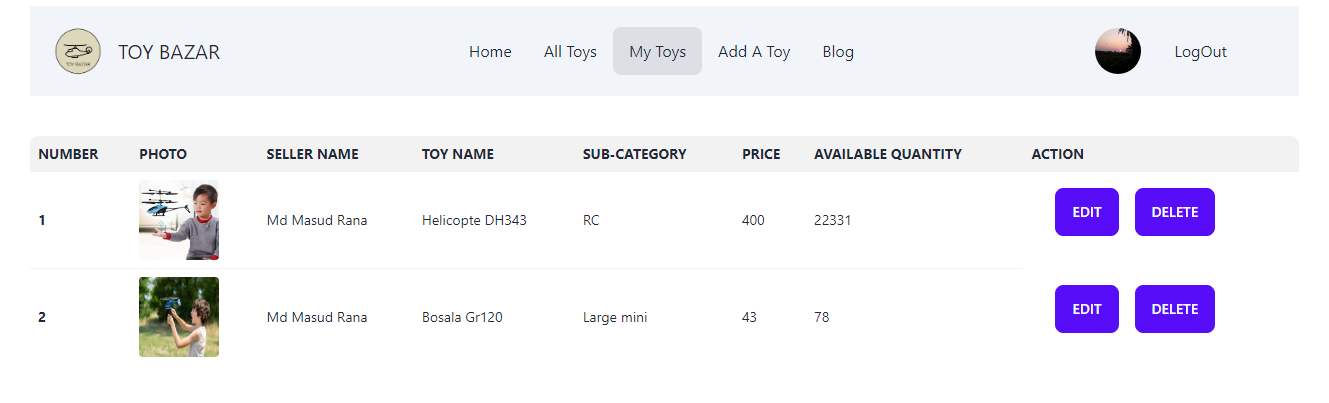 TOY BAZAR
TOY BAZAR Home All Toys My Toys Add A Toy Blog LogOut
NUMBER PHOTO SELLER NAME TOY NAME SUB-CATEGORY PRICE AVAILABLE QUANTITY ACTION
1 Md Masud Rana Helicopte DH343 RC 400 22331 EDIT DELETE
2 Md Masud Rana Bosala Gr120 Large mini 43 78 EDIT DELETE